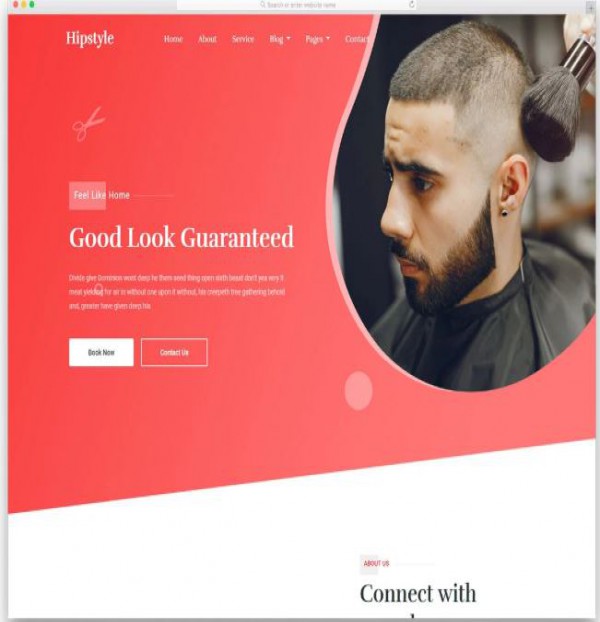 Search or enter website name
Hipstyle
Home About Service Blog Pages Contact
Feel Like Home
Good Look Guaranteed
Divide give Dominion wont deep he them seed thing open sixth beast don't you very it
meat yielding for air in without one upon it without, his creepeth tree gathering behold
and, greater have given deep his
Book Now
Contact Us
ABOUT US
Connect with